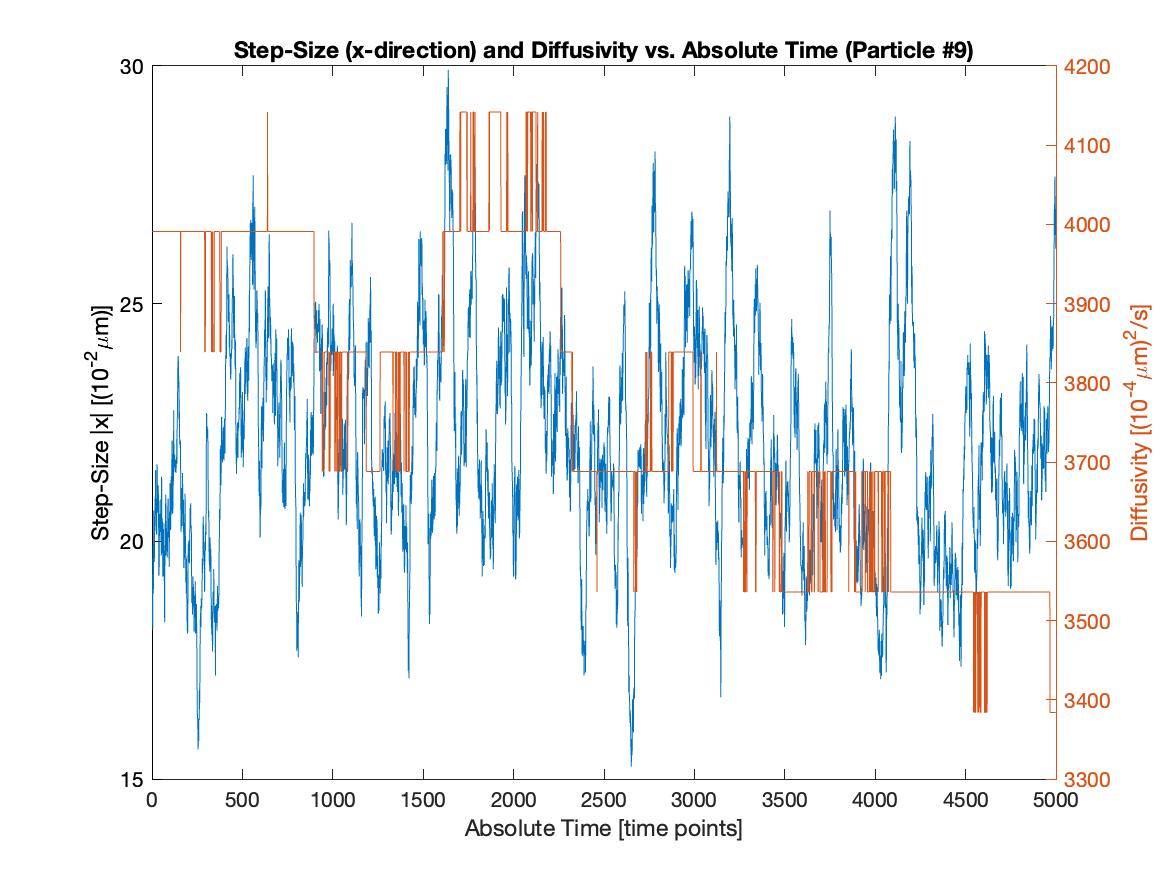 Step-Size (x-direction) and Diffusivity vs. Absolute Time (Particle #9)
30
25
20
15
Step-Size |x| [(10^-2 μm)]
4200
4100
4000
3900
3800
3700
3600
3500
3400
3300
Diffusivity [(10^-4 μm)^2/s]
0 500 1000 1500 2000 2500 3000 3500 4000 4500 5000
Absolute Time [time points]